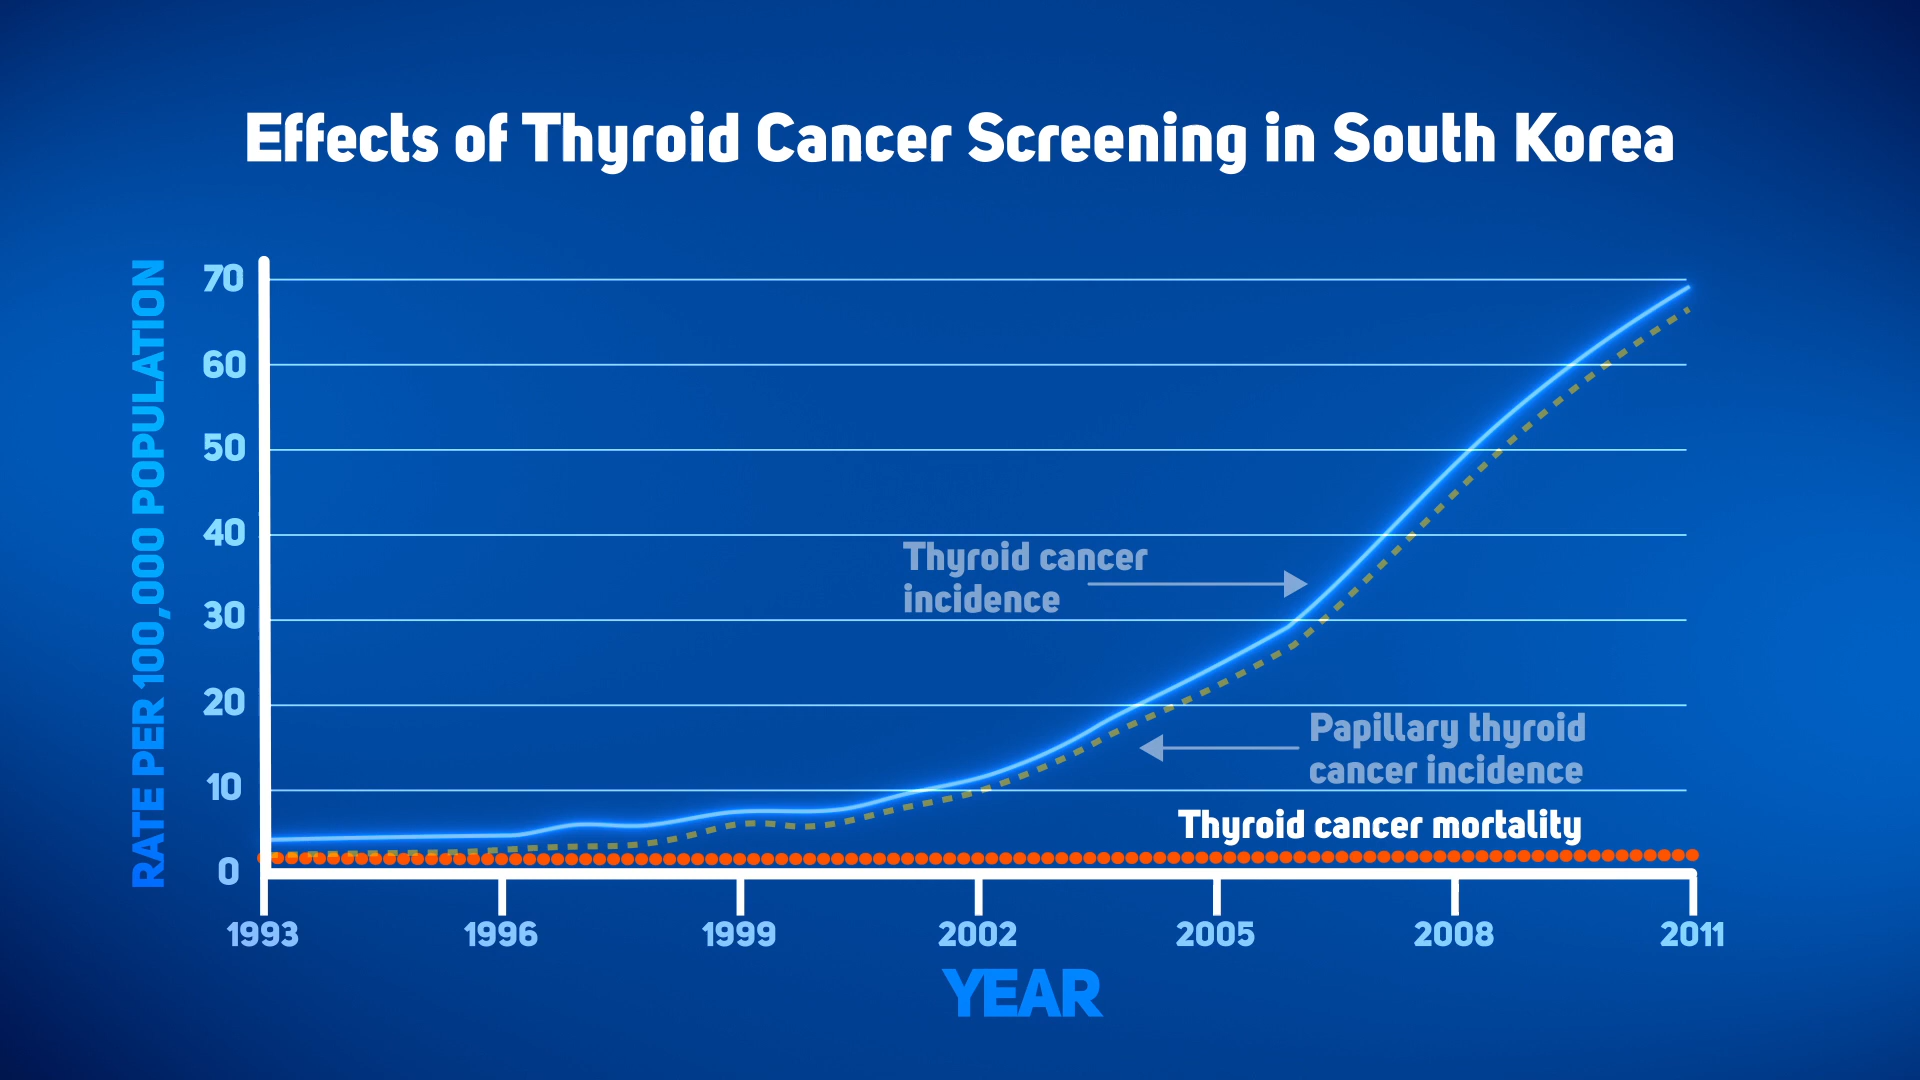 Effects of Thyroid Cancer Screening in South Korea
RATE PER 100,000 POPULATION
70
60
50
40
30
20
10
0
Thyroid cancer
incidence
Papillary thyroid
cancer incidence
Thyroid cancer mortality
1993 1996 1999 2002 2005 2008 2011
YEAR